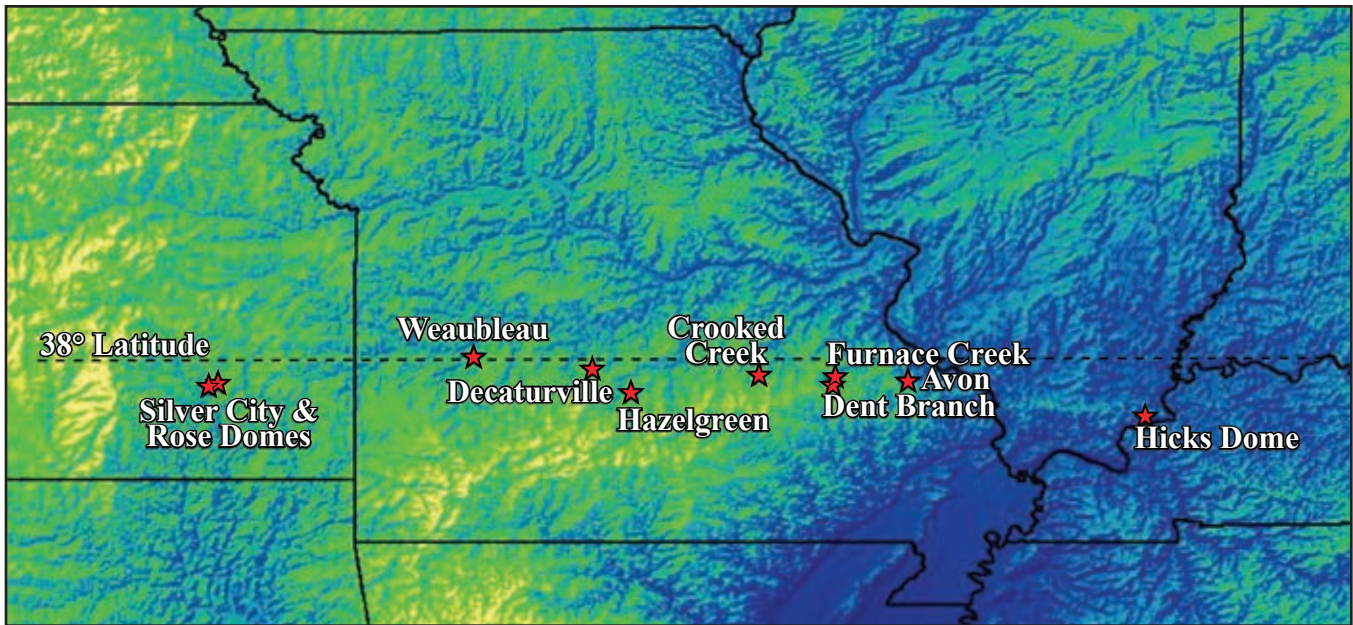 38° Latitude
Silver City &
Rose Domes
Weaubleau
Decaturville
Hazelgreen
Crooked
Creek
Furnace Creek
Avon
Dent Branch
Hicks Dome